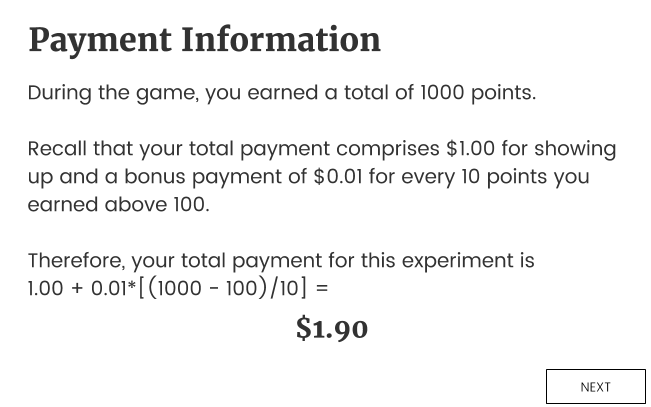 Payment Information
During the game, you earned a total of 1000 points.
Recall that your total payment comprises $1.00 for showing
up and a bonus payment of $0.01 for every 10 points you
earned above 100.
Therefore, your total payment for this experiment is
1.00 + 0.01*[(1000 - 100)/10] =
$1.90
NEXT